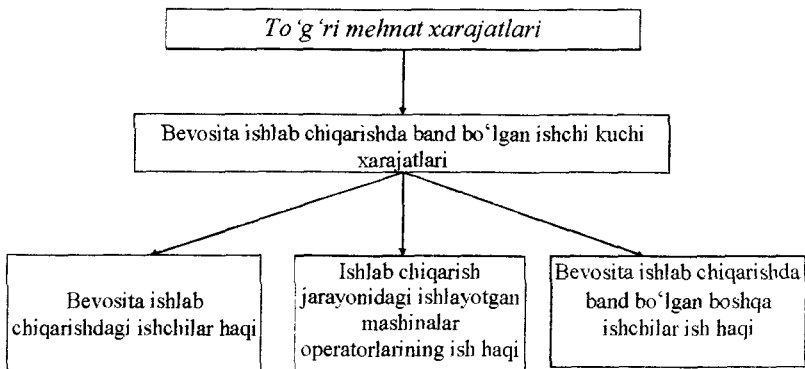 To‘g‘ri mehnat xarajatlari
Bevosita ishlab chiqarishda band bo‘lgan ishchi kuchi
xarajatlari
Bevosita ishlab
chiqarishdagi ishchilar haqi
Ishlab chiqarish
jarayonidagi ishlayotgan
mashinalar
operatorlarining ish haqi
Bevosita ishlab chiqarishda
band bo‘lgan boshqa
ishchilar ish haqi